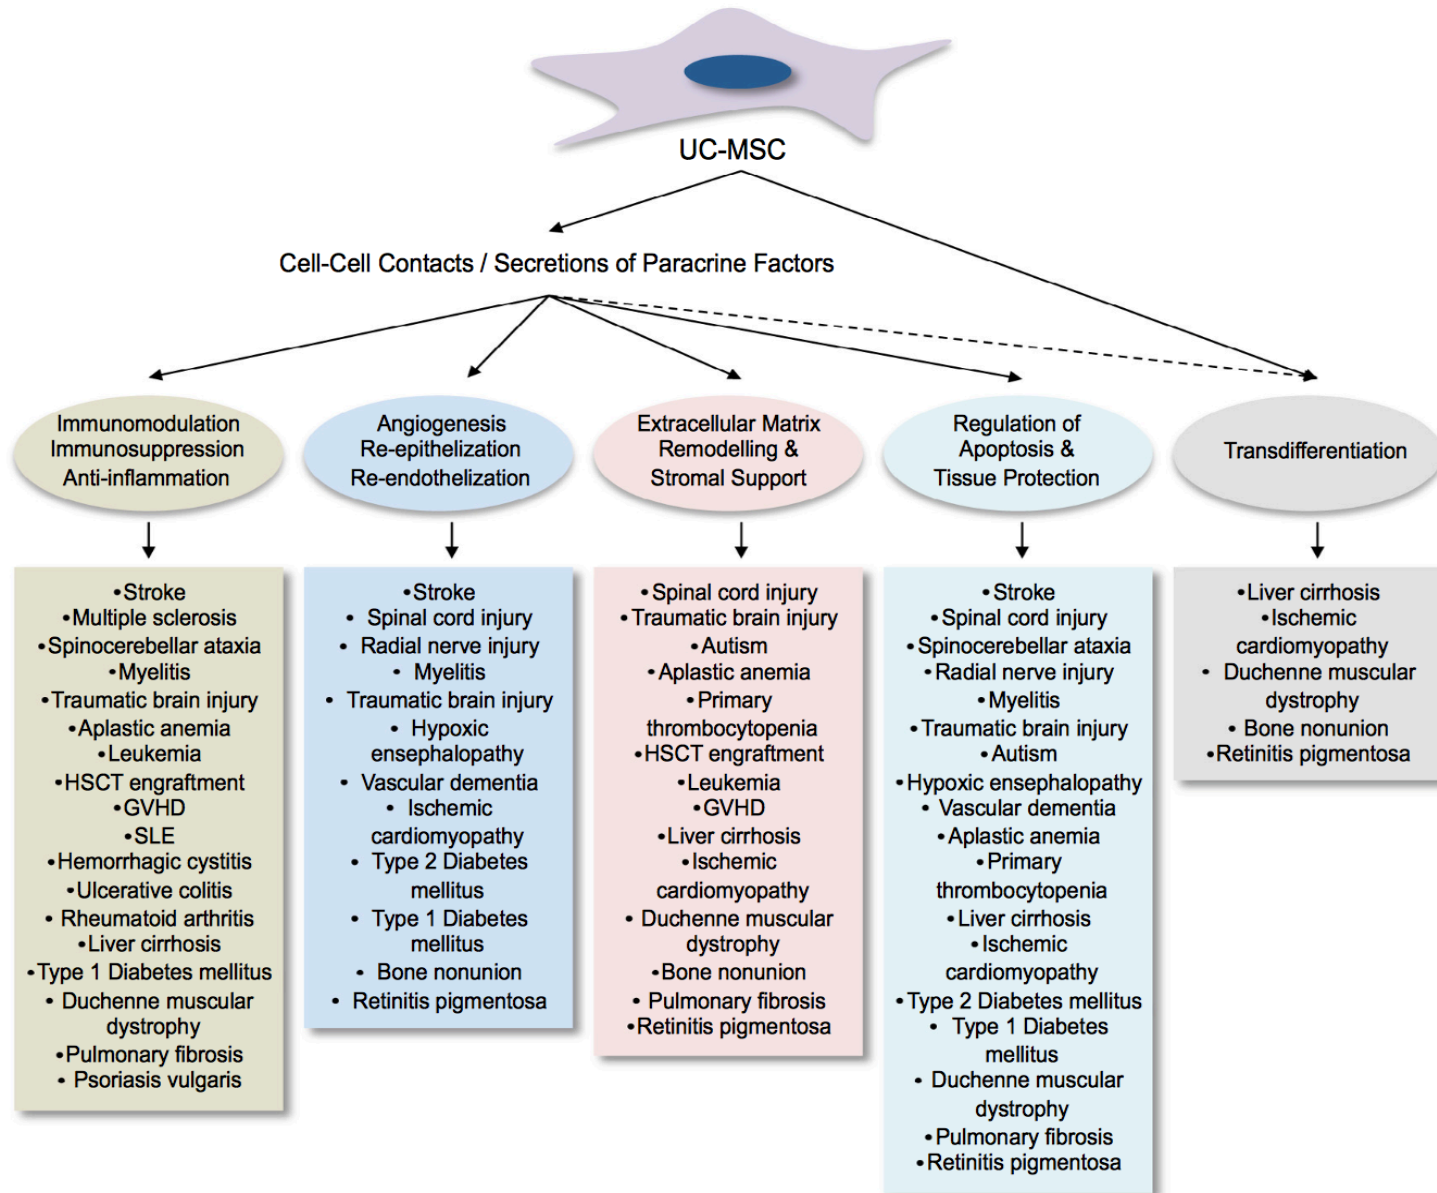 UC-MSC
Cell-Cell Contacts / Secretions of Paracrine Factors
Immunomodulation
Immunosuppression
Anti-inflammation
Angiogenesis
Re-epithelization
Re-endothelization
Extracellular Matrix
Remodelling &
Stromal Support
Regulation of
Apoptosis &
Tissue Protection
Transdifferentiation
•Stroke
•Multiple sclerosis
•Spinocerebellar ataxia
•Myelitis
•Traumatic brain injury
•Aplastic anemia
•Leukemia
•HSCT engraftment
•GVHD
•SLE
•Hemorrhagic cystitis
•Ulcerative colitis
• Rheumatoid arthritis
•Liver cirrhosis
•Type 1 Diabetes mellitus
• Duchenne muscular
dystrophy
•Pulmonary fibrosis
• Psoriasis vulgaris
•Stroke
• Spinal cord injury
• Radial nerve injury
• Myelitis
• Traumatic brain injury
• Hypoxic
ensephalopathy
• Vascular dementia
• Ischemic
cardiomyopathy
• Type 2 Diabetes
mellitus
• Type 1 Diabetes
mellitus
• Bone nonunion
• Retinitis pigmentosa
•Spinal cord injury
•Traumatic brain injury
•Autism
•Aplastic anemia
•Primary
thrombocytopenia
•HSCT engraftment
•Leukemia
•GVHD
•Liver cirrhosis
•Ischemic
cardiomyopathy
• Duchenne muscular
dystrophy
•Bone nonunion
• Pulmonary fibrosis
•Retinitis pigmentosa
•Stroke
•Spinal cord injury
•Spinocerebellar ataxia
•Radial nerve injury
•Myelitis
•Traumatic brain injury
•Autism
•Hypoxic ensephalopathy
• Vascular dementia
•Aplastic anemia
•Primary
thrombocytopenia
•Liver cirrhosis
•Ischemic
cardiomyopathy
•Type 2 Diabetes mellitus
• Type 1 Diabetes
mellitus
• Duchenne muscular
dystrophy
•Pulmonary fibrosis
•Retinitis pigmentosa
•Liver cirrhosis
•Ischemic
cardiomyopathy
• Duchenne muscular
dystrophy
•Bone nonunion
•Retinitis pigmentosa